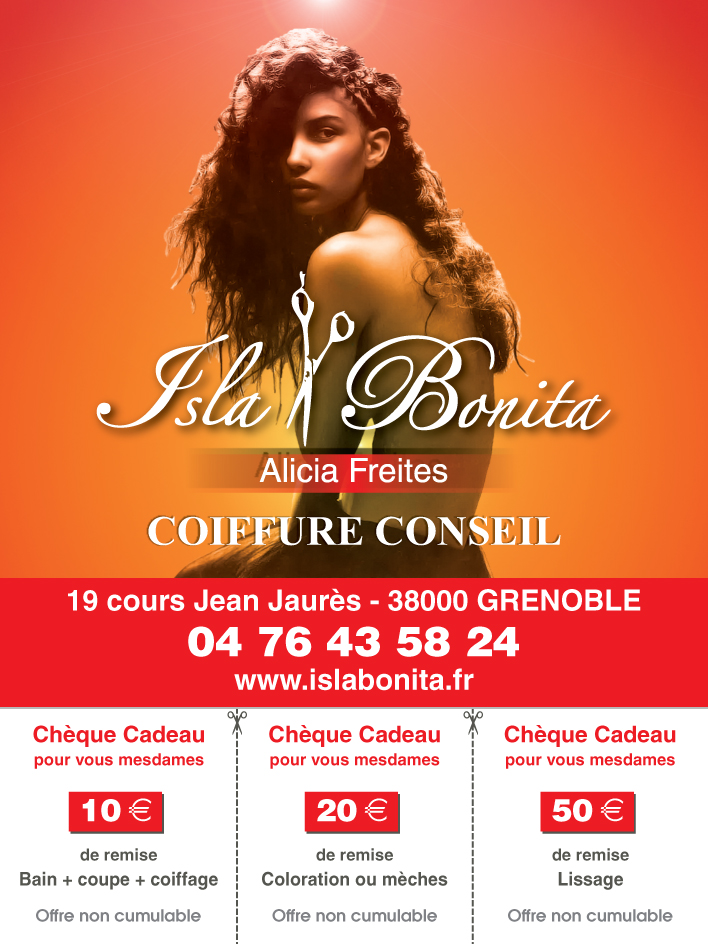 Isla Bonita
Alicia Freites
COIFFURE CONSEIL
19 cours Jean Jaurès - 38000 GRENOBLE
04 76 43 58 24
www.islabonita.fr
Chèque Cadeau
pour vous mesdames
10 €
de remise
Bain + coupe + coiffage
Offre non cumulable
Chèque Cadeau
pour vous mesdames
20 €
de remise
Coloration ou mèches
Offre non cumulable
Chèque Cadeau
pour vous mesdames
50 €
de remise
Lissage
Offre non cumulable